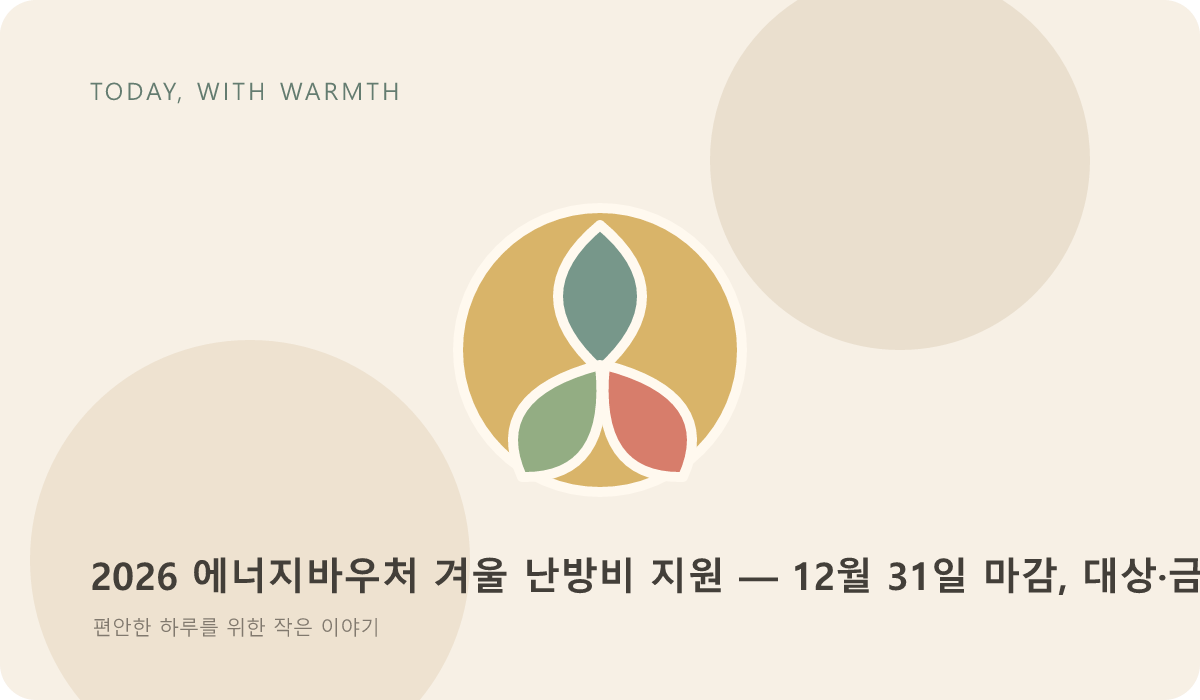 TODAY, WITH WARMTH
2026 에너지바우처 겨울 난방비 지원 — 12월 31일 마감, 대상·금
편안한 하루를 위한 작은 이야기